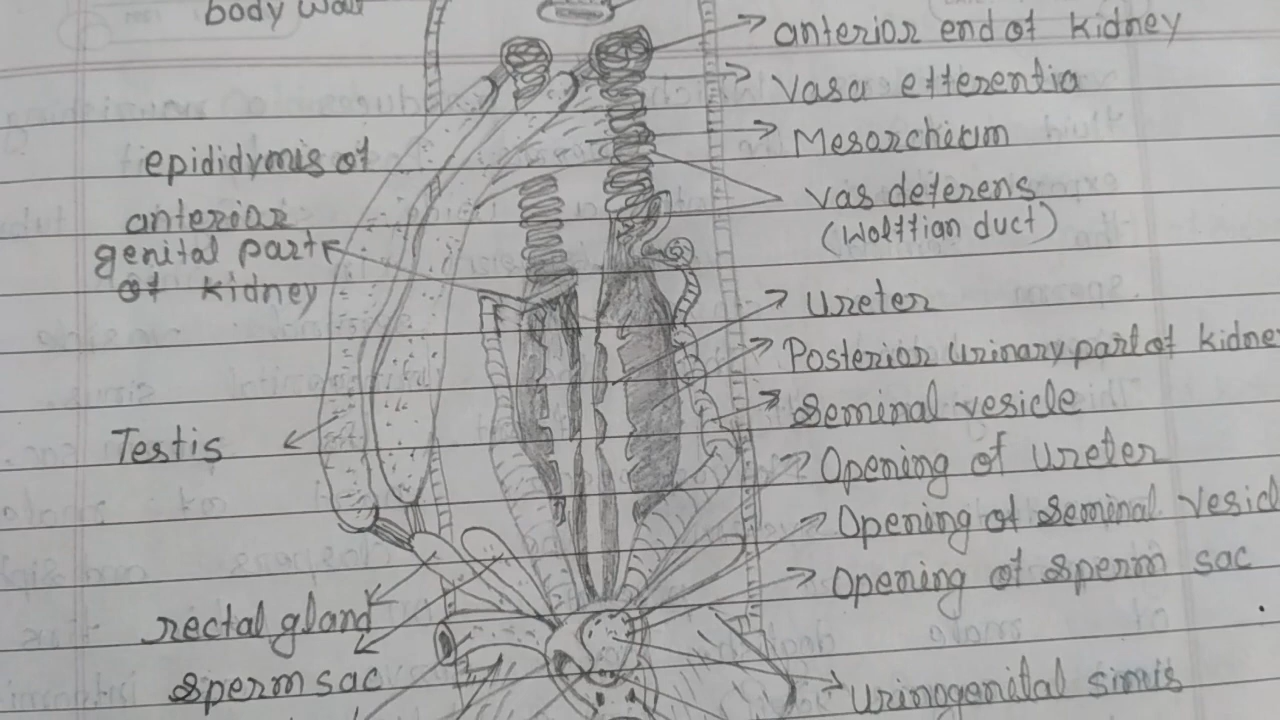 body wall
anterior end of kidney
vasa efferentia
Mesorchium
epididymis of
anterior
genital part
of kidney
vas deferens
(Wolffian duct)
Ureter
Posterior urinary part of kidne
seminal vesicle
Testis
Opening of Ureter
Opening of seminal vesic
Opening of sperm sac
rectal gland
sperm sac
urinogenital sinis